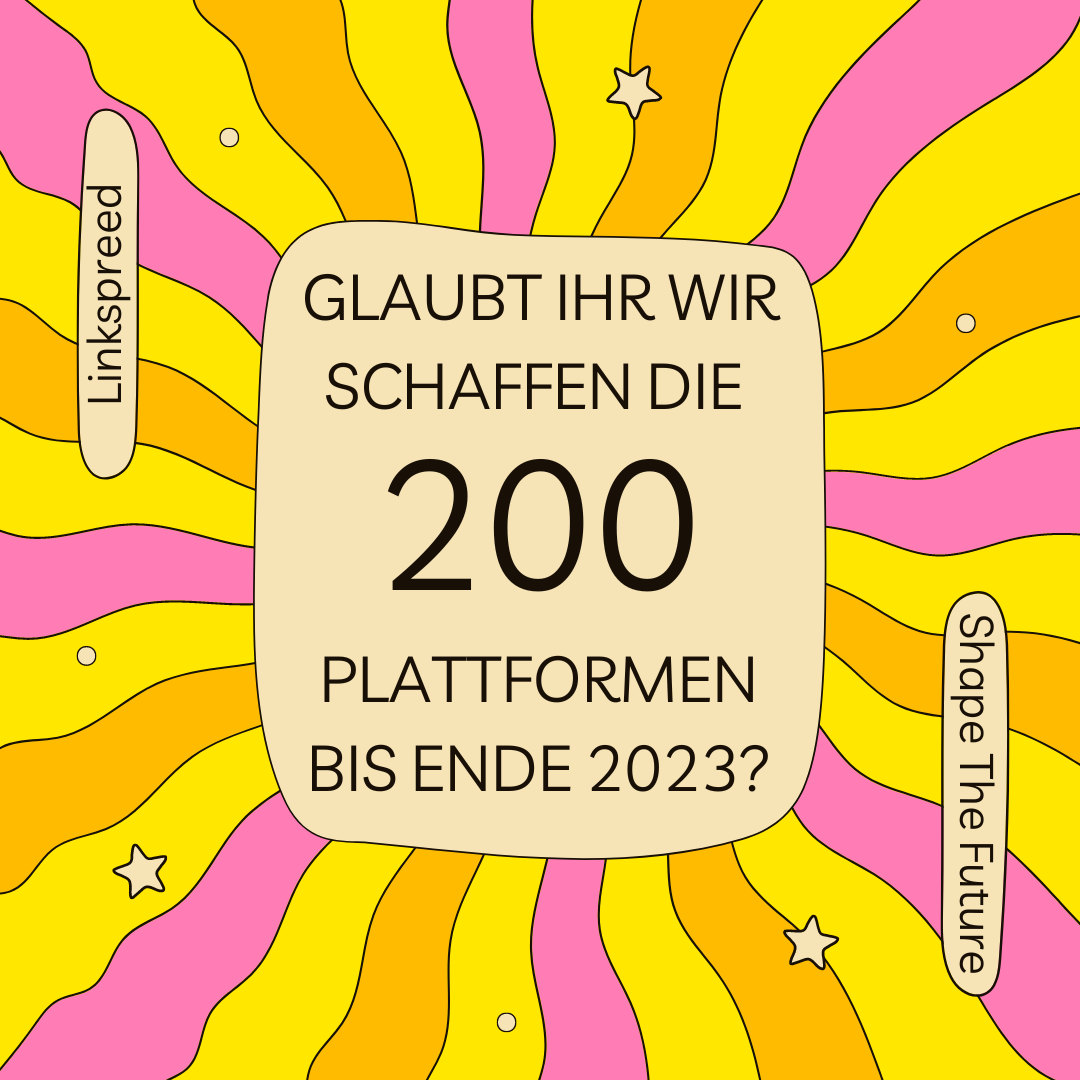 Linkspreed
GLAUBT IHR WIR
SCHAFFEN DIE
200
PLATTFORMEN
BIS ENDE 2023?
Shape The Future